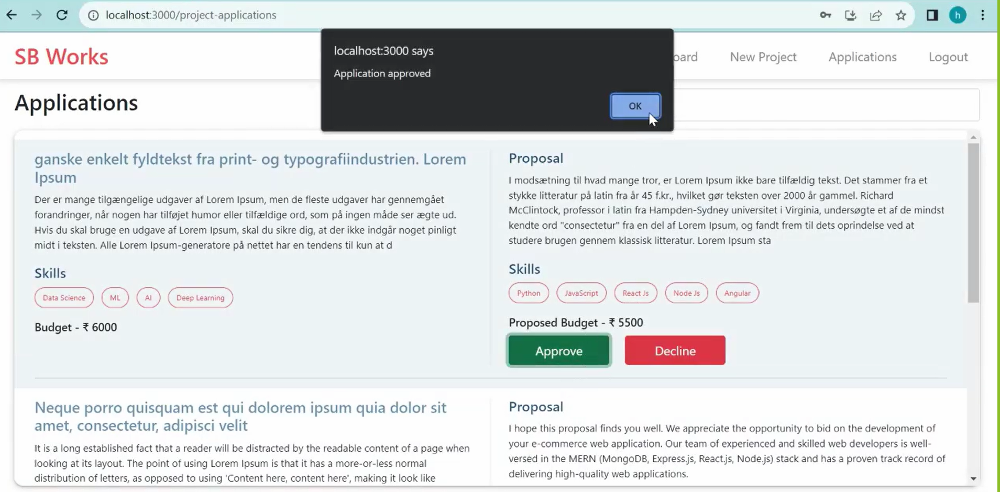 localhost:3000/project-applications
h
localhost:3000 says
Application approved
OK
SB Works
New Project
Applications
Logout
Applications
ganske enkelt fyldtekst fra print- og typografiindustrien. Lorem
Ipsum
Der er mange tilgængelige udgaver af Lorem Ipsum, men de fleste udgaver har gennemgået
forandringer, når nogen har tilføjet humor eller tilfældige ord, som på ingen måde ser ægte ud.
Hvis du skal bruge en udgave af Lorem Ipsum, skal du sikre dig, at der ikke indgår noget pinligt
midt i teksten. Alle Lorem Ipsum-generatore på nettet har en tendens til kun at d
Skills
Data Science
ML
AI
Deep Learning
Budget - ₹ 6000
Proposal
I modsætning til hvad mange tror, er Lorem Ipsum ikke bare tilfældig tekst. Det stammer fra et
stykke litteratur på latin fra år 45 f.kr., hvilket gør teksten over 2000 år gammel. Richard
McClintock, professor i latin fra Hampden-Sydney universitet i Virginia, undersøgte et af de mindst
kendte ord "consectetur" fra en del af Lorem Ipsum, og fandt frem til dets oprindelse ved at
studere brugen gennem klassisk litteratur. Lorem Ipsum sta
Skills
Python
JavaScript
React Js
Node Js
Angular
Proposed Budget - ₹ 5500
Approve
Decline
Neque porro quisquam est qui dolorem ipsum quia dolor sit
amet, consectetur, adipisci velit
It is a long established fact that a reader will be distracted by the readable content of a page when
looking at its layout. The point of using Lorem Ipsum is that it has a more-or-less normal
distribution of letters, as opposed to using 'Content here, content here', making it look like
Proposal
I hope this proposal finds you well. We appreciate the opportunity to bid on the development of
your e-commerce web application. Our team of experienced and skilled web developers is well-
versed in the MERN (MongoDB, Express.js, React.js, Node.js) stack and has a proven track record of
delivering high-quality web applications.